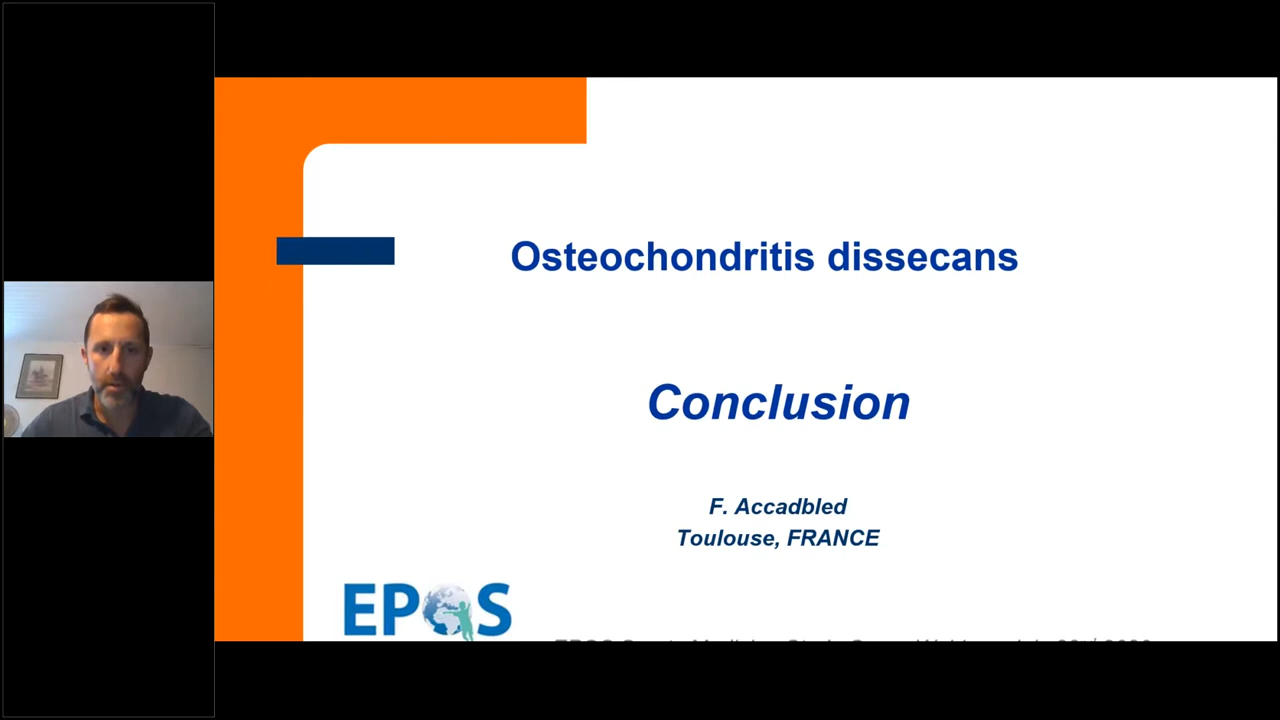 Osteochondritis dissecans
Conclusion
F. Accadbled
Toulouse, FRANCE
EPOS